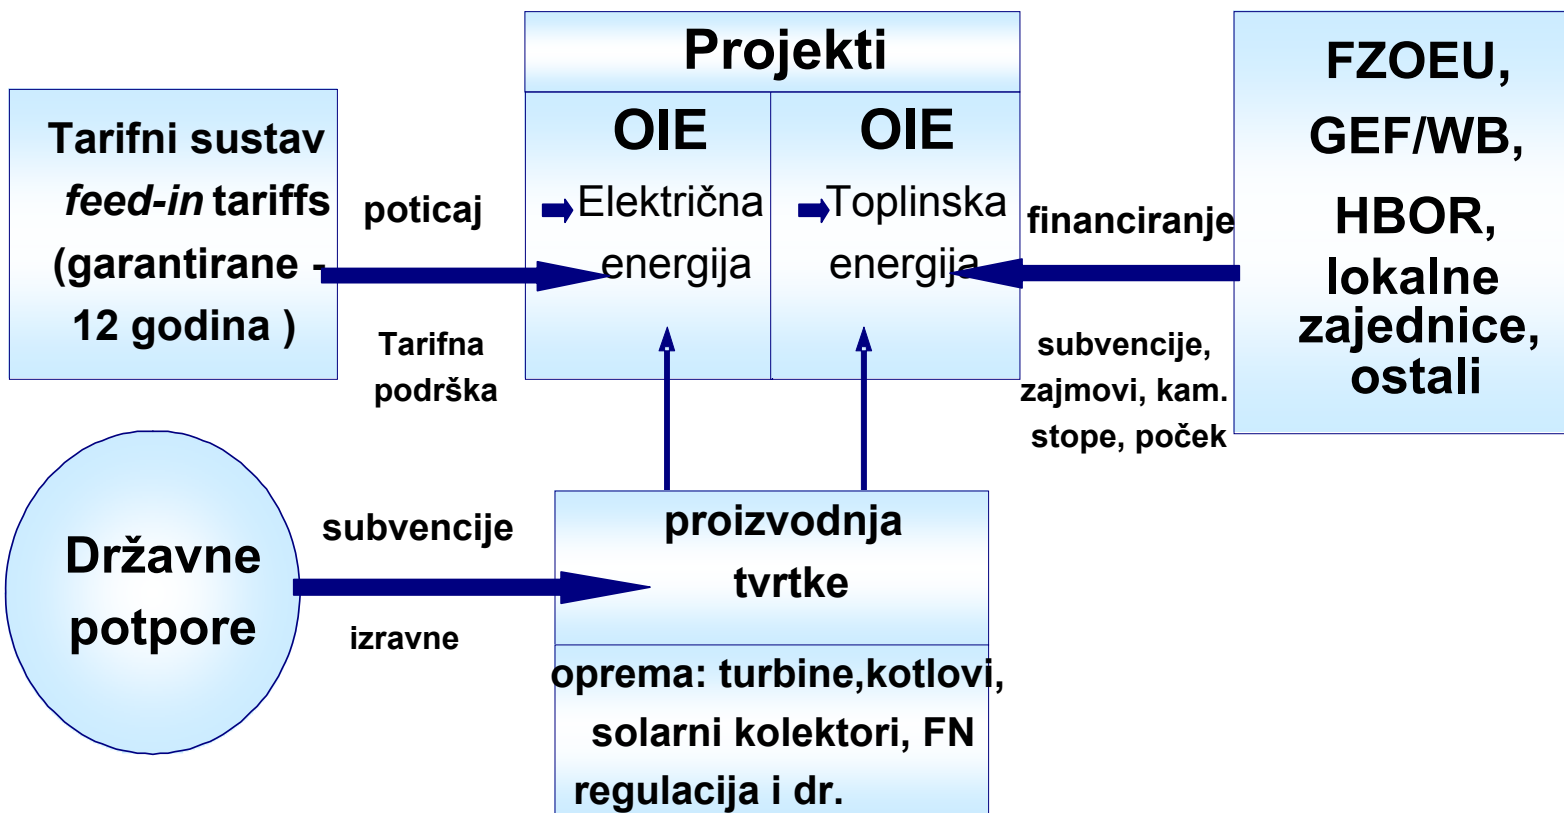 Projekti
Tarifni sustav
feed-in tariffs
(garantirane -
12 godina )
poticaj
Tarifna
podrška
OIE
Eleḱtrična
energija
OIE
Toplinska
energija
financiranje
subvencije,
zajmovi, kam.
stope, poček
FZOEU,
GEF/WB,
HBOR,
lokalne
zajednice,
ostali
Državne
potpore
subvencije
izravne
proizvodnja
tvrtke
oprema: turbine,kotlovi,
solarni kolektori, FN
regulacija i dr.